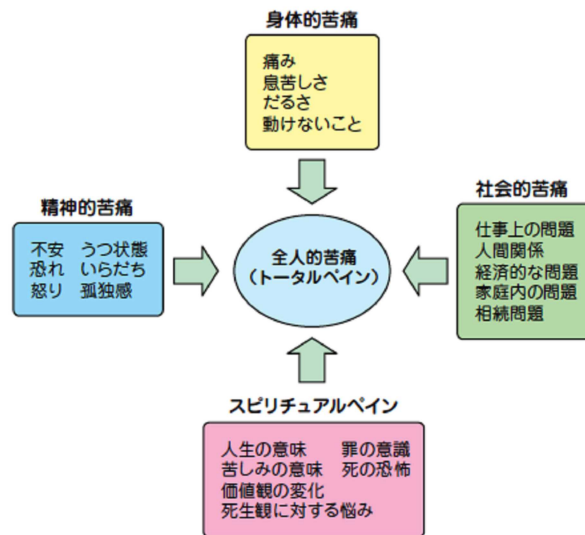 身体的苦痛
痛み
息苦しさ
だるさ
動けないこと
精神的苦痛
不安　うつ状態
恐れ　いらだち
怒り　孤独感
全人的苦痛
（トータルペイン）
社会的苦痛
仕事上の問題
人間関係
経済的な問題
家庭内の問題
相続問題
スピリチュアルペイン
人生の意味　罪の意識
苦しみの意味　死の恐怖
価値観の変化
死生観に対する悩み